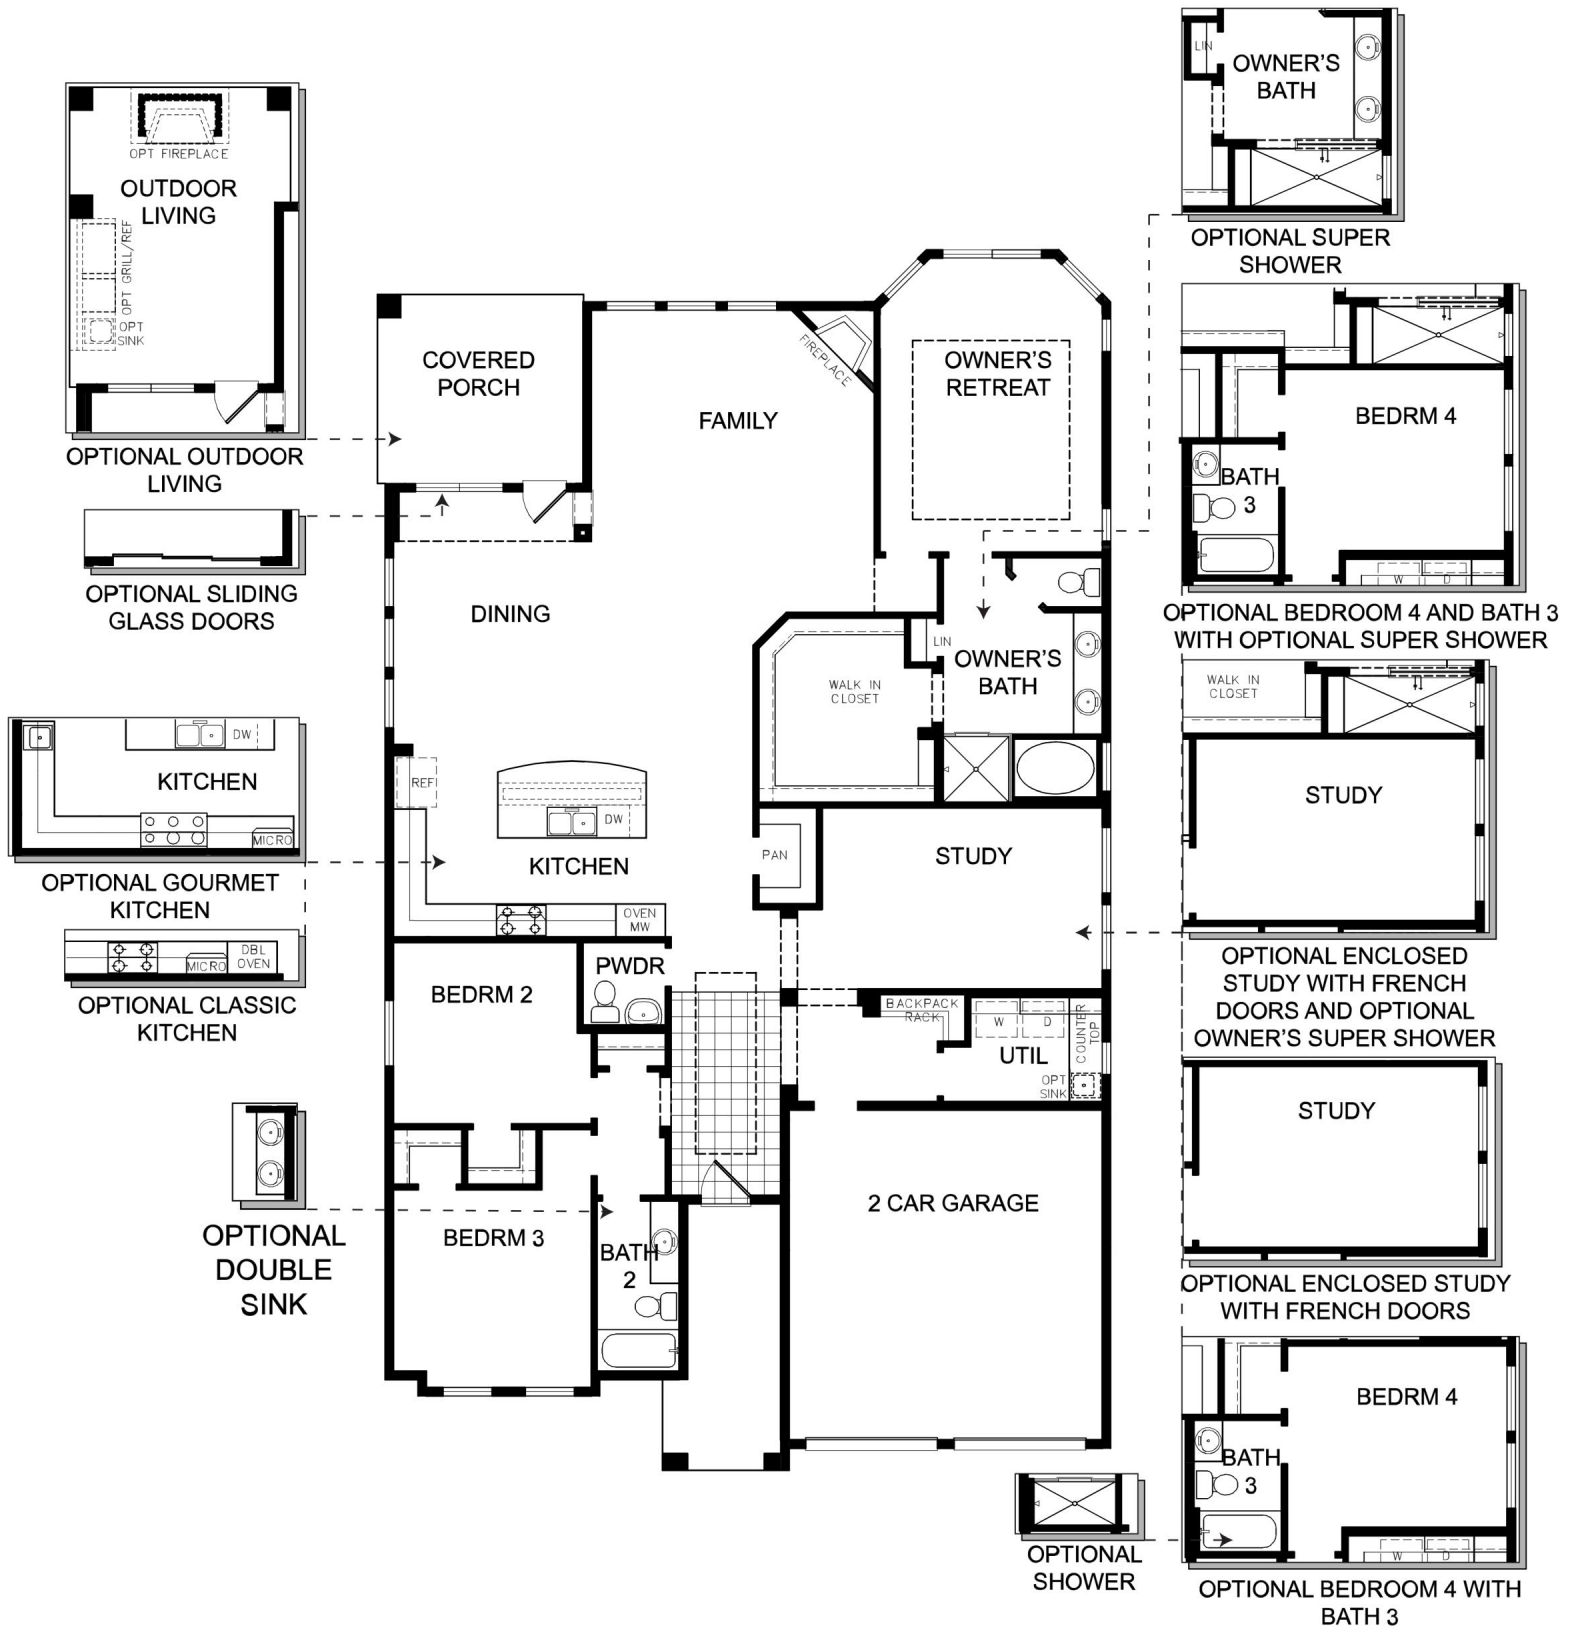 OPT FIREPLACE
OUTDOOR
LIVING
OPT GRILL/REF
OPT
SINK
OPTIONAL OUTDOOR
LIVING
OPTIONAL SLIDING
GLASS DOORS
KITCHEN
DW
MICRO
OPTIONAL GOURMET
KITCHEN
MICRO
DBL
OVEN
OPTIONAL CLASSIC
KITCHEN
OPTIONAL
DOUBLE
SINK
COVERED
PORCH
FAMILY
FIREPLACE
OWNER'S
RETREAT
DINING
LIN
OWNER'S
BATH
WALK IN
CLOSET
REF
DW
KITCHEN
OVEN
MW
PAN
STUDY
BEDRM 2
PWDR
BACKPACK
RACK
W
D
COUNTER
TOP
UTIL
OPT
SINK
BEDRM 3
BATH
2
2 CAR GARAGE
LIN
OWNER'S
BATH
OPTIONAL SUPER
SHOWER
BEDRM 4
BATH
3
W
D
OPTIONAL BEDROOM 4 AND BATH 3
WITH OPTIONAL SUPER SHOWER
WALK IN
CLOSET
STUDY
OPTIONAL ENCLOSED
STUDY WITH FRENCH
DOORS AND OPTIONAL
OWNER'S SUPER SHOWER
STUDY
OPTIONAL ENCLOSED STUDY
WITH FRENCH DOORS
BEDRM 4
BATH
3
W
D
OPTIONAL BEDROOM 4 WITH
BATH 3
OPTIONAL
SHOWER